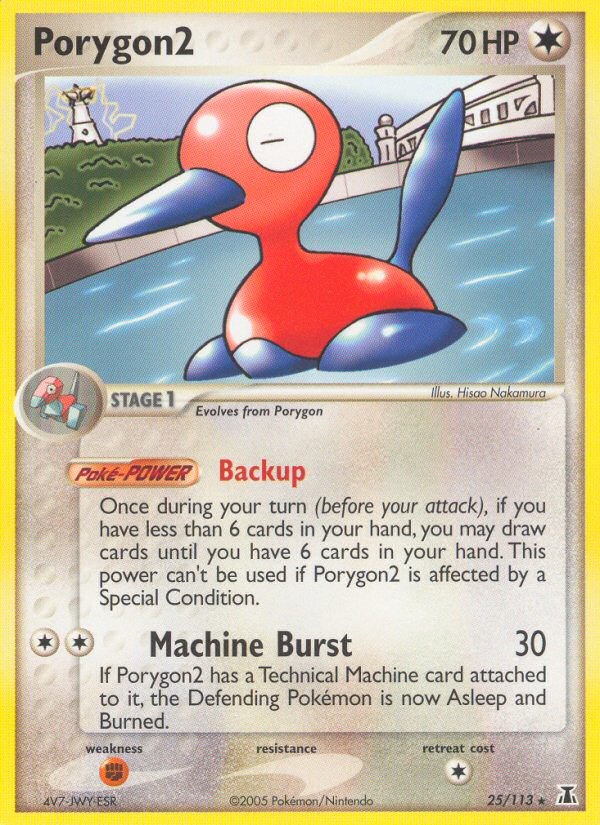 Porygon2 70 HP
Illus. Hisao Nakamura
STAGE 1
Evolves from Porygon
Poké-POWER Backup
Once during your turn (before your attack), if you
have less than 6 cards in your hand, you may draw
cards until you have 6 cards in your hand. This
power can't be used if Porygon2 is affected by a
Special Condition.
Machine Burst 30
If Porygon2 has a Technical Machine card attached
to it, the Defending Pokémon is now Asleep and
Burned.
weakness resistance retreat cost
4V7-JWY-ESR ©2005 Pokémon/Nintendo 25/113 ★